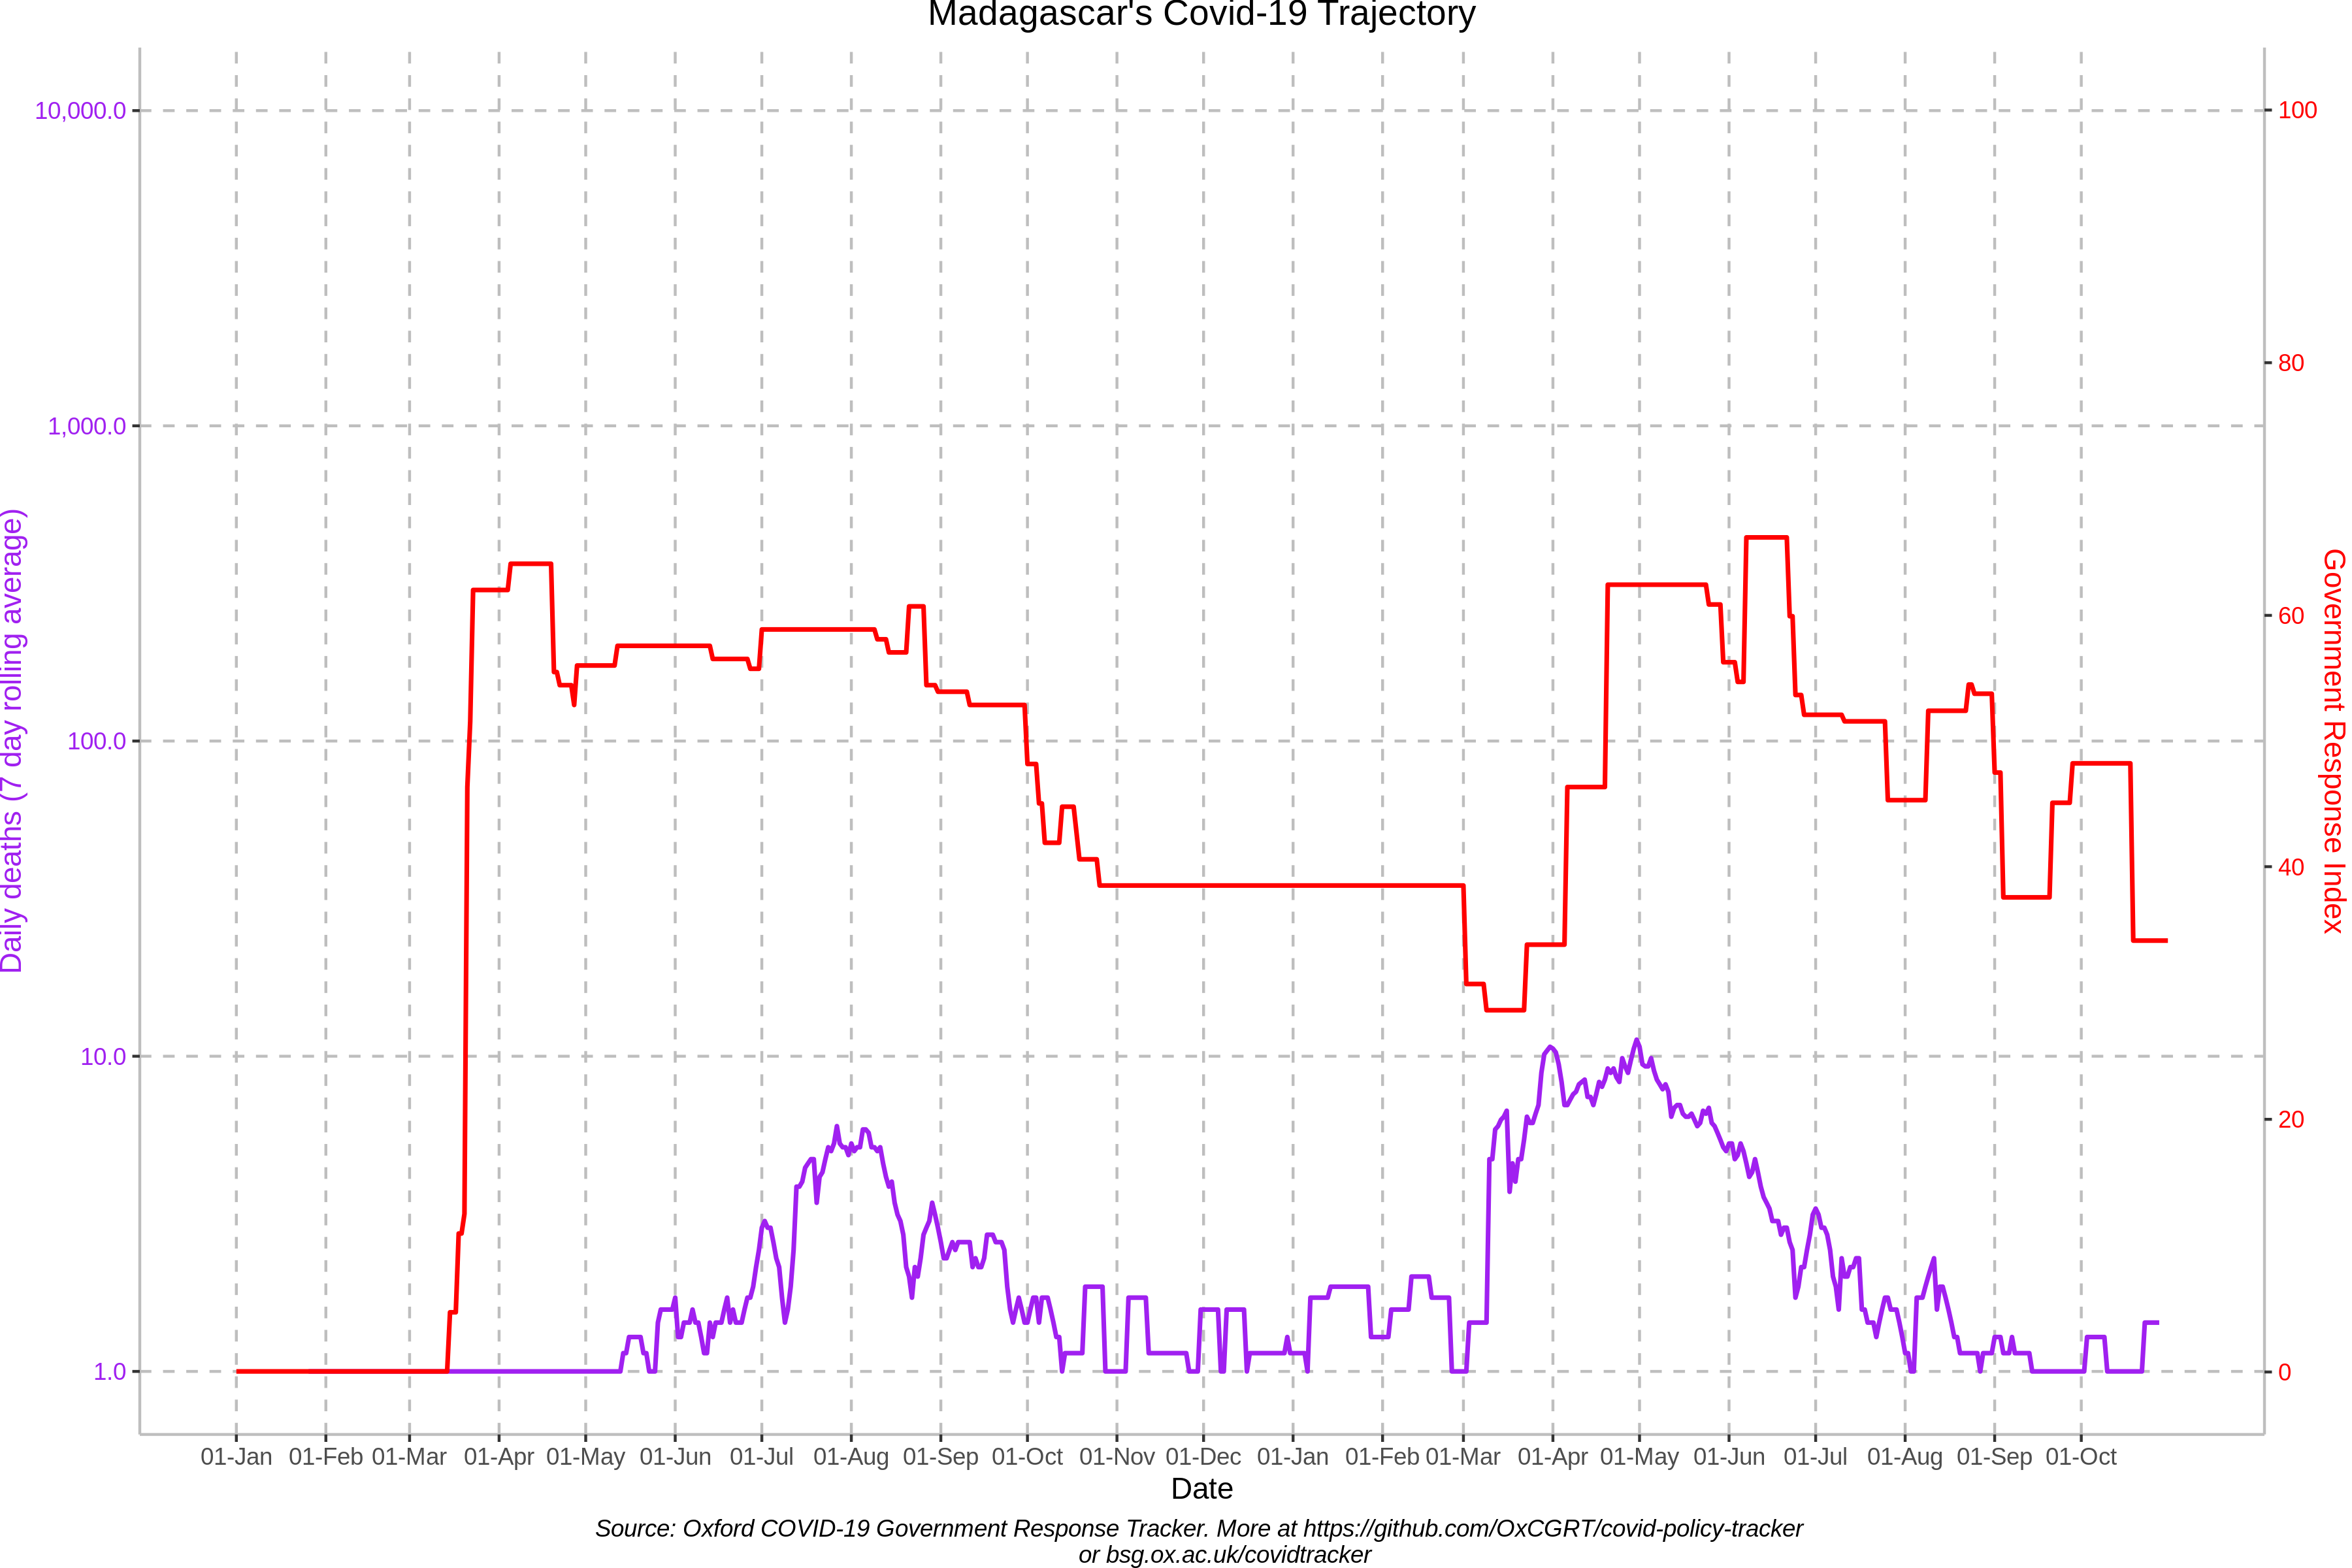 Madagascar's Covid-19 Trajectory
10,000.0
1,000.0
100.0
10.0
1.0
Daily deaths (7 day rolling average)
100
80
60
40
20
0
Government Response Index
01-Jan 01-Feb 01-Mar 01-Apr 01-May 01-Jun 01-Jul 01-Aug 01-Sep 01-Oct 01-Nov 01-Dec 01-Jan 01-Feb 01-Mar 01-Apr 01-May 01-Jun 01-Jul 01-Aug 01-Sep 01-Oct
Date
Source: Oxford COVID-19 Government Response Tracker. More at https://github.com/OxCGRT/covid-policy-tracker
or bsg.ox.ac.uk/covidtracker